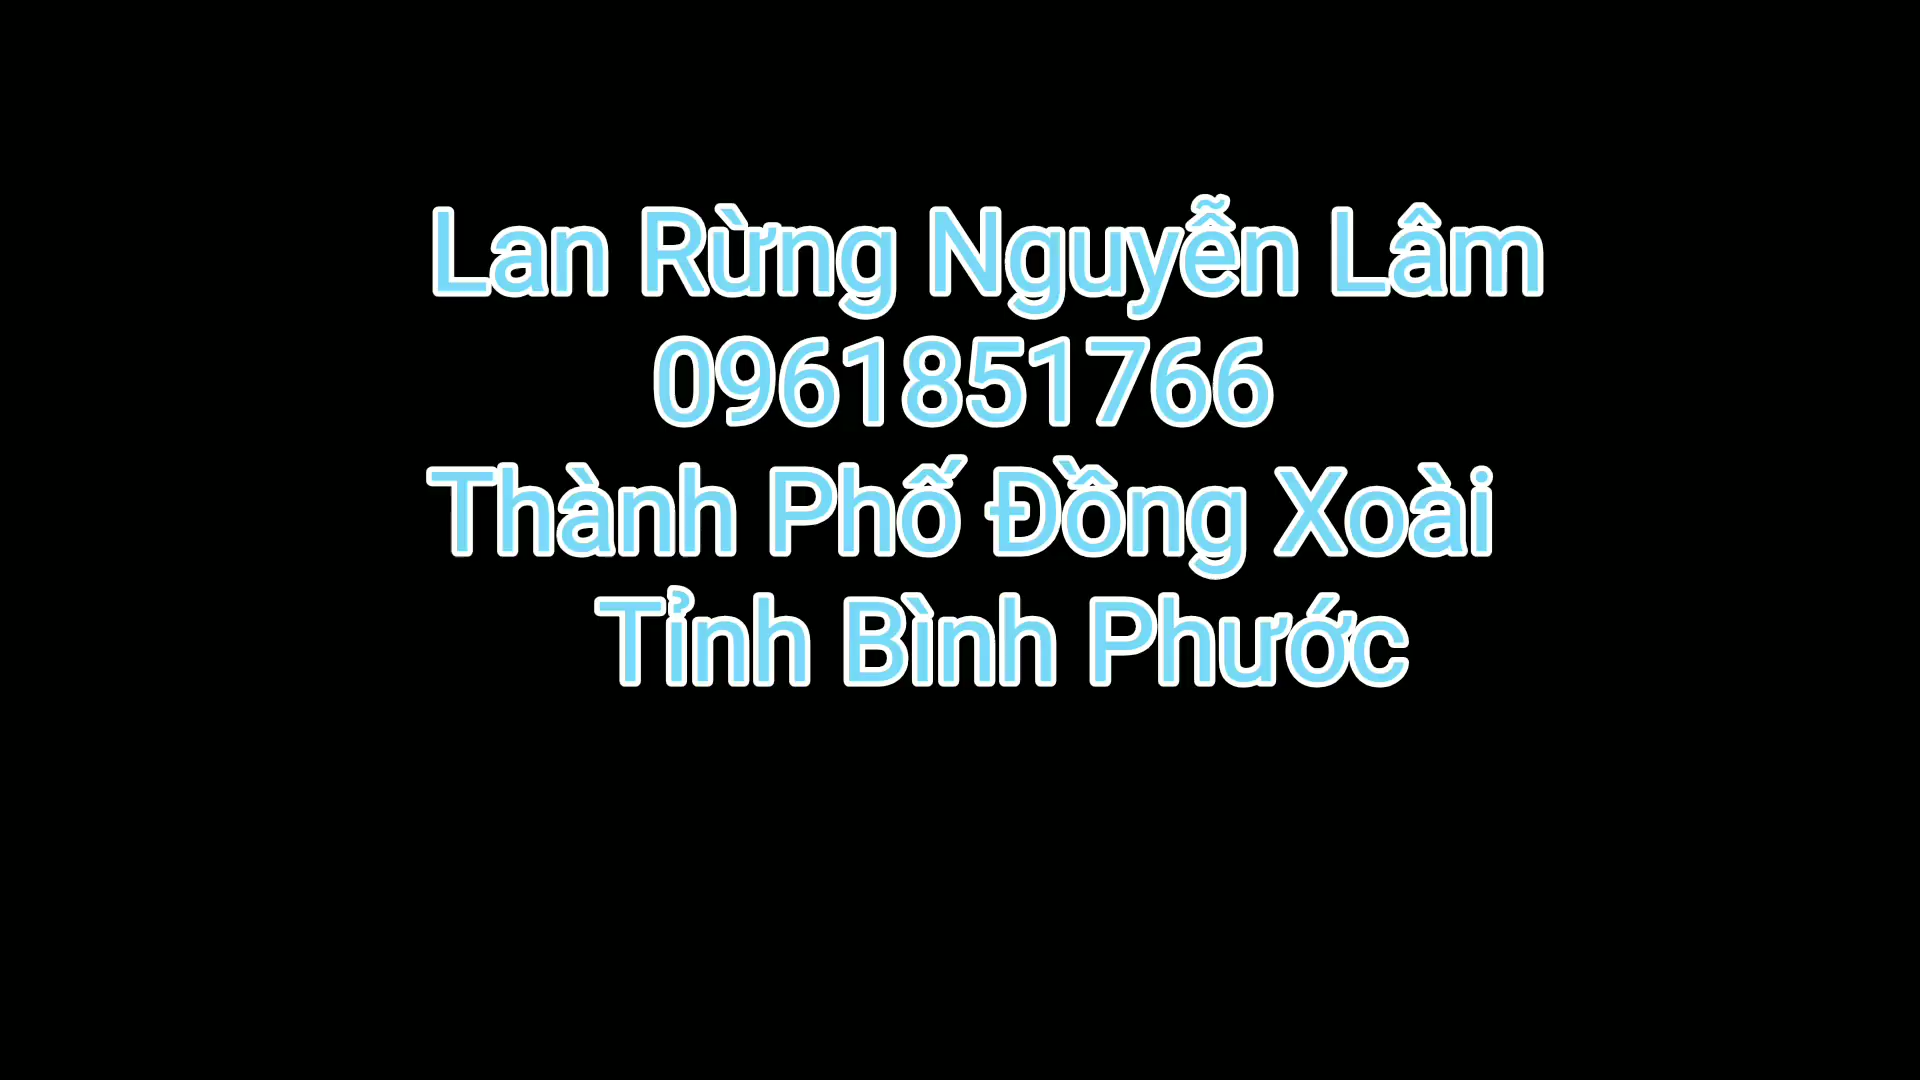 Lan Rừng Nguyễn Lâm
0961851766
Thành Phố Đồng Xoài
Tỉnh Bình Phước